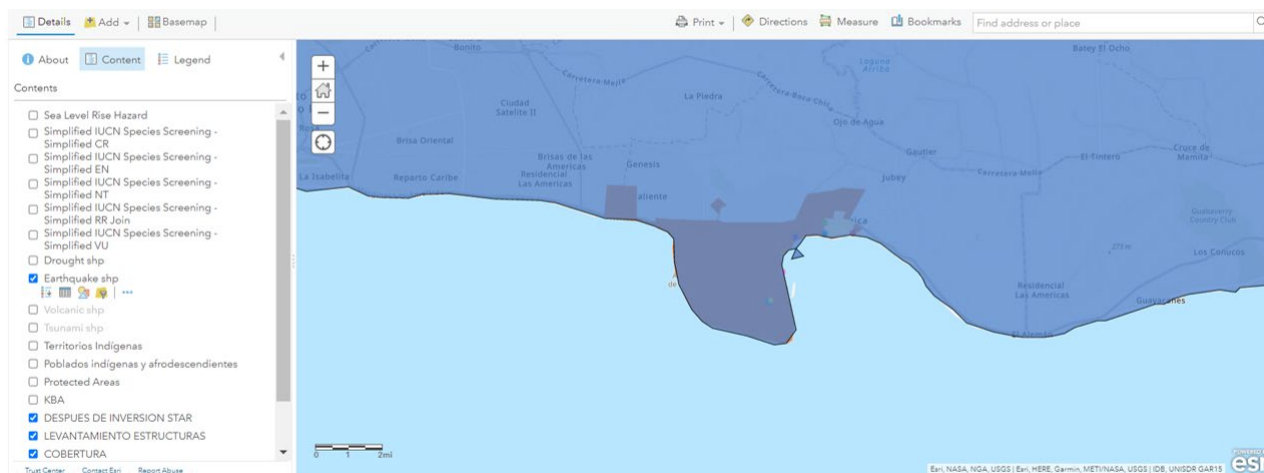 Details
Add
Basemap
Print
Directions
Measure
Bookmarks
Find address or place
About
Content
Legend
Contents
Sea Level Rise Hazard
Simplified IUCN Species Screening -
Simplified CR
Simplified IUCN Species Screening -
Simplified EN
Simplified IUCN Species Screening -
Simplified NT
Simplified IUCN Species Screening -
Simplified RR Join
Simplified IUCN Species Screening -
Simplified VU
Drought shp
Earthquake shp
Volcanic shp
Tsunami shp
Territorios Indígenas
Poblados indígenas y afrodescendientes
Protected Areas
KBA
DESPUES DE INVERSION STAR
LEVANTAMIENTO ESTRUCTURAS
COBERTURA
Trust Center
Contact Esri
Report Abuse
Bonito
Carretera Mella
Laguna
Arriba
Batey El Ocho
La Piedra
Ciudad
Satelite II
Ojo de Agua
Brisa Oriental
Gautier
Cruce de
Mamita
El Tintero
Brisas de las
Americas
Residencial
Las Americas
Genesis
La Isabelita
Reparto Caribe
aliente
Jubey
Carretera Mella
ica
Guavaberry
Country Club
275 m
Los Conucos
de
Residencial
Las Americas
Guayacanes
El Alemán
0 1 2mi
Esri, NASA, NGA, USGS | Esri, HERE, Garmin, METI/NASA, USGS | IDB, UNISDR GAR15
POWERED BY
esri